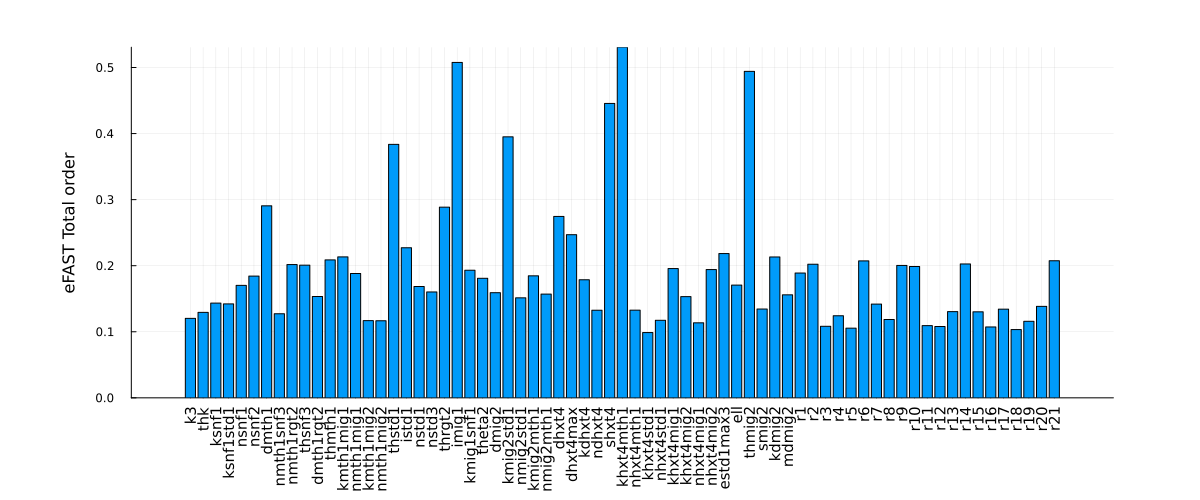 eFAST Total order
0.5
0.4
0.3
0.2
0.1
0.0
k3
thk
ksnf1
ksnf1std1
nsnf1
nsnf2
dmth1
nmth1snf3
nmth1rgt2
thsnf3
dmth1rgt2
thmth1
kmth1mig1
nmth1mig1
kmth1mig2
nmth1mig2
thstd1
istd1
nstd1
nstd3
thrgt2
imig1
kmig1snf1
theta2
dmig2
kmig2std1
nmig2std1
kmig2mth1
nmig2mth1
dhxt4
dhxt4max
kdhxt4
ndhxt4
shxt4
khxt4mth1
nhxt4mth1
khxt4std1
nhxt4std1
khxt4mig1
khxt4mig2
nhxt4mig1
nhxt4mig2
estd1max3
ell
thmig2
smig2
kdmig2
mdmig2
r1
r2
r3
r4
r5
r6
r7
r8
r9
r10
r11
r12
r13
r14
r15
r16
r17
r18
r19
r20
r21